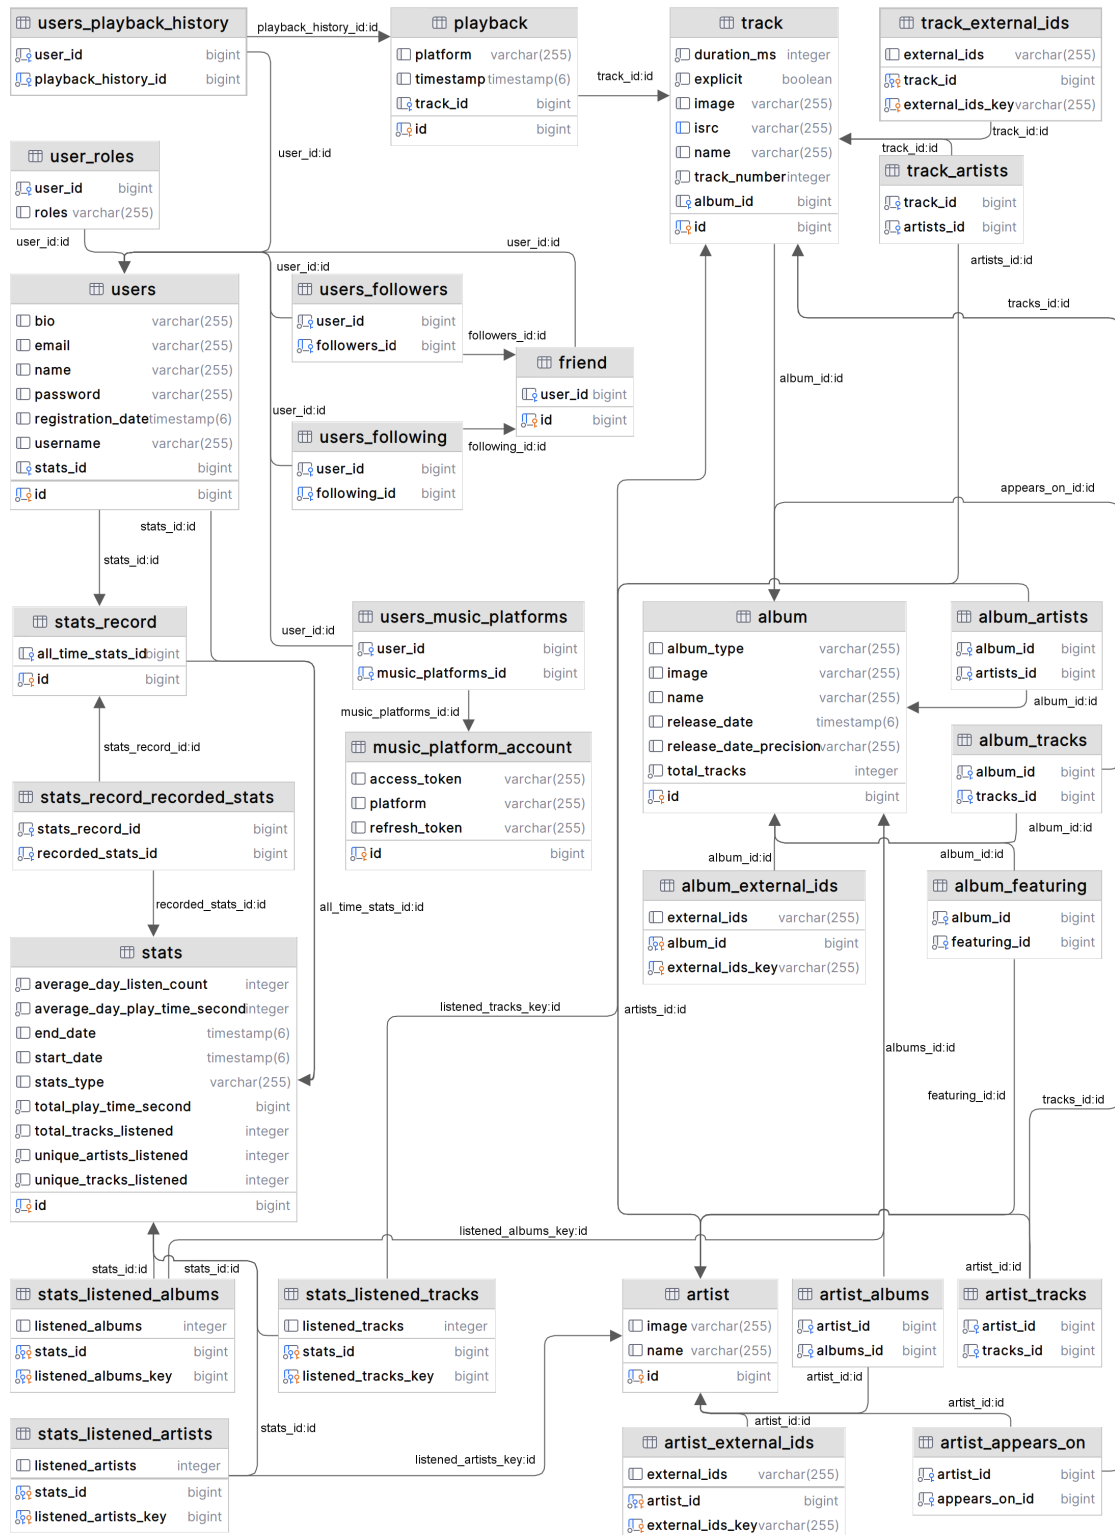 users_playback_history
user_id bigint
playback_history_id bigint
playback_history_id:id
playback
platform varchar(255)
timestamp timestamp(6)
track_id bigint
id bigint
track_id:id
track
duration_ms integer
explicit boolean
image varchar(255)
isrc varchar(255)
name varchar(255)
track_number integer
album_id bigint
id bigint
track_external_ids
external_ids varchar(255)
track_id bigint
external_ids_key varchar(255)
track_id:id
track_id:id
track_artists
track_id bigint
artists_id bigint
artists_id:id
user_roles
user_id bigint
roles varchar(255)
user_id:id
user_id:id
user_id:id
user_id:id
users
bio varchar(255)
email varchar(255)
name varchar(255)
password varchar(255)
registration_date timestamp(6)
username varchar(255)
stats_id bigint
id bigint
users_followers
user_id bigint
followers_id bigint
followers_id:id
friend
user_id bigint
id bigint
user_id:id
users_following
user_id bigint
following_id bigint
following_id:id
tracks_id:id
album_id:id
appears_on_id:id
stats_id:id
stats_id:id
stats_record
all_time_stats_id bigint
id bigint
user_id:id
users_music_platforms
user_id bigint
music_platforms_id bigint
music_platforms_id:id
music_platform_account
access_token varchar(255)
platform varchar(255)
refresh_token varchar(255)
id bigint
album
album_type varchar(255)
image varchar(255)
name varchar(255)
release_date timestamp(6)
release_date_precision varchar(255)
total_tracks integer
id bigint
album_artists
album_id bigint
artists_id bigint
album_id:id
album_tracks
album_id bigint
tracks_id bigint
album_id:id
album_id:id
album_id:id
stats_record_id:id
stats_record_recorded_stats
stats_record_id bigint
recorded_stats_id bigint
recorded_stats_id:id
all_time_stats_id:id
album_external_ids
external_ids varchar(255)
album_id bigint
external_ids_key varchar(255)
album_featuring
album_id bigint
featuring_id bigint
stats
average_day_listen_count integer
average_day_play_time_second integer
end_date timestamp(6)
start_date timestamp(6)
stats_type varchar(255)
total_play_time_second bigint
total_tracks_listened integer
unique_artists_listened integer
unique_tracks_listened integer
id bigint
listened_tracks_key:id
artists_id:id
albums_id:id
featuring_id:id
tracks_id:id
listened_albums_key:id
stats_id:id
stats_id:id
artist_id:id
stats_listened_albums
listened_albums integer
stats_id bigint
listened_albums_key bigint
stats_listened_tracks
listened_tracks integer
stats_id bigint
listened_tracks_key bigint
artist
image varchar(255)
name varchar(255)
id bigint
artist_albums
artist_id bigint
albums_id bigint
artist_id:id
artist_tracks
artist_id bigint
tracks_id bigint
artist_id:id
artist_id:id
stats_listened_artists
listened_artists integer
stats_id bigint
listened_artists_key bigint
stats_id:id
listened_artists_key:id
artist_external_ids
external_ids varchar(255)
artist_id bigint
external_ids_key varchar(255)
artist_appears_on
artist_id bigint
appears_on_id bigint